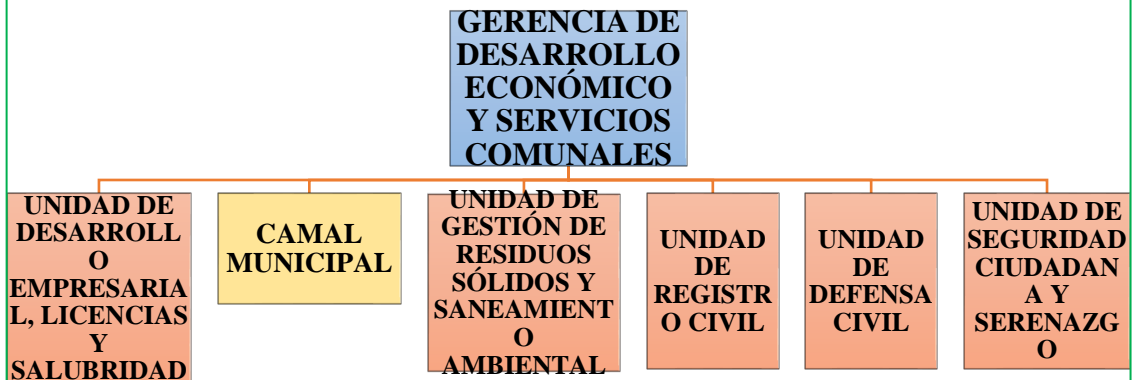 GERENCIA DE
DESARROLLO
ECONÓMICO
Y SERVICIOS
COMUNALES
UNIDAD DE
DESARROLL
O
EMPRESARIA
L, LICENCIAS
Y
SALUBRIDAD
CAMAL
MUNICIPAL
UNIDAD DE
GESTIÓN DE
RESIDUOS
SÓLIDOS Y
SANEAMIENT
O
AMBIENTAL
UNIDAD
DE
REGISTR
O CIVIL
UNIDAD
DE
DEFENSA
CIVIL
UNIDAD DE
SEGURIDAD
CIUDADAN
A Y
SERENAZG
O